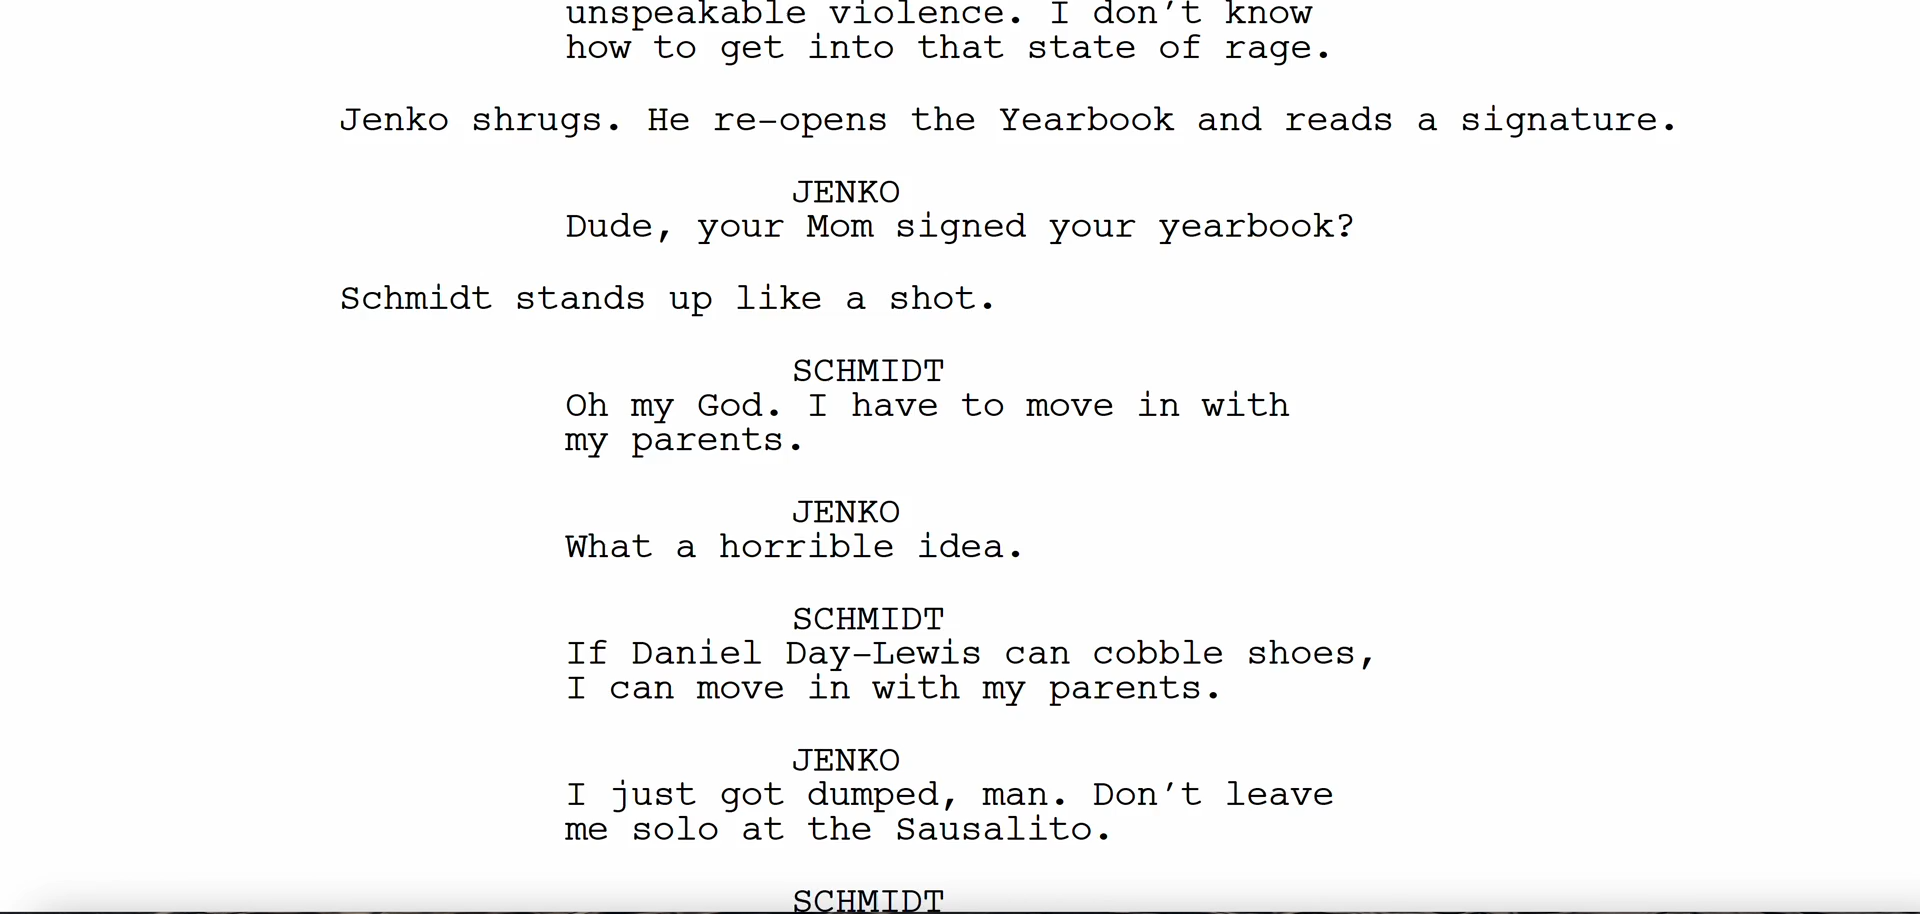 unspeakable violence. I don't know
how to get into that state of rage.
Jenko shrugs. He re-opens the Yearbook and reads a signature.
JENKO
Dude, your Mom signed your yearbook?
Schmidt stands up like a shot.
SCHMIDT
Oh my God. I have to move in with
my parents.
JENKO
What a horrible idea.
SCHMIDT
If Daniel Day-Lewis can cobble shoes,
I can move in with my parents.
JENKO
I just got dumped, man. Don't leave
me solo at the Sausalito.
SCHMIDT